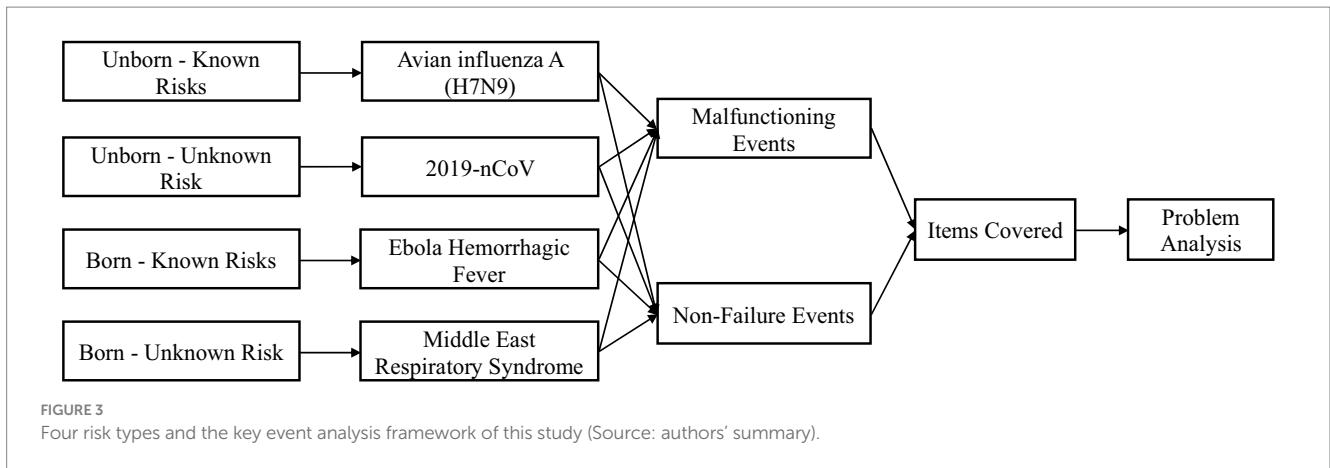 Unborn - Known
Risks
Avian influenza A
(H7N9)
Malfunctioning
Events
Unborn - Unknown
Risk
2019-nCoV
Items Covered
Problem
Analysis
Born - Known Risks
Ebola Hemorrhagic
Fever
Non-Failure Events
Born - Unknown Risk
Middle East
Respiratory Syndrome
FIGURE 3
Four risk types and the key event analysis framework of this study (Source: authors' summary).